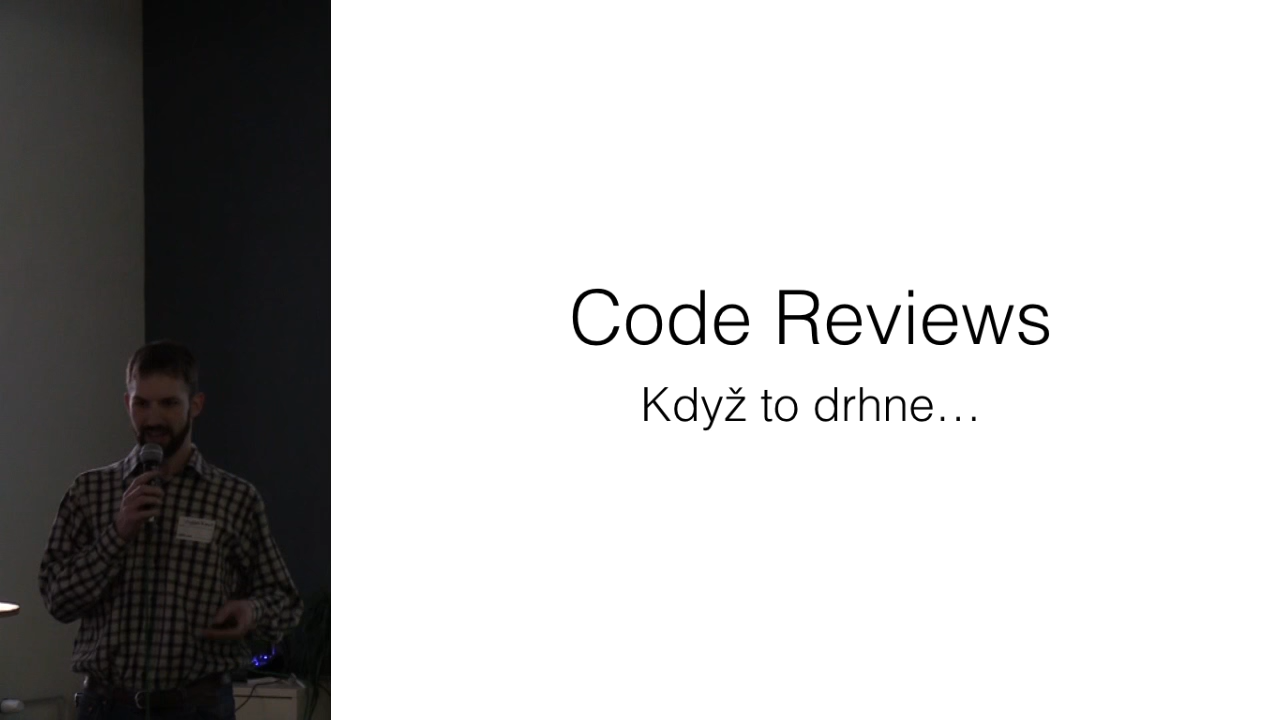 Code Reviews
Když to drhne…